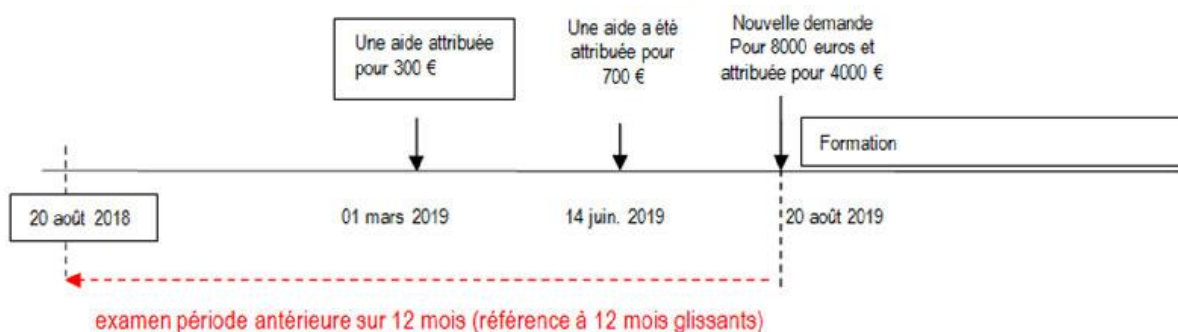 Une aide attribuée
pour 300 €
Une aide a été
attribuée pour
700 €
Nouvelle demande
Pour 8000 euros et
attribuée pour 4000 €
Formation
20 août 2018
01 mars 2019
14 juin. 2019
20 août 2019
examen période antérieure sur 12 mois (référence à 12 mois glissants)